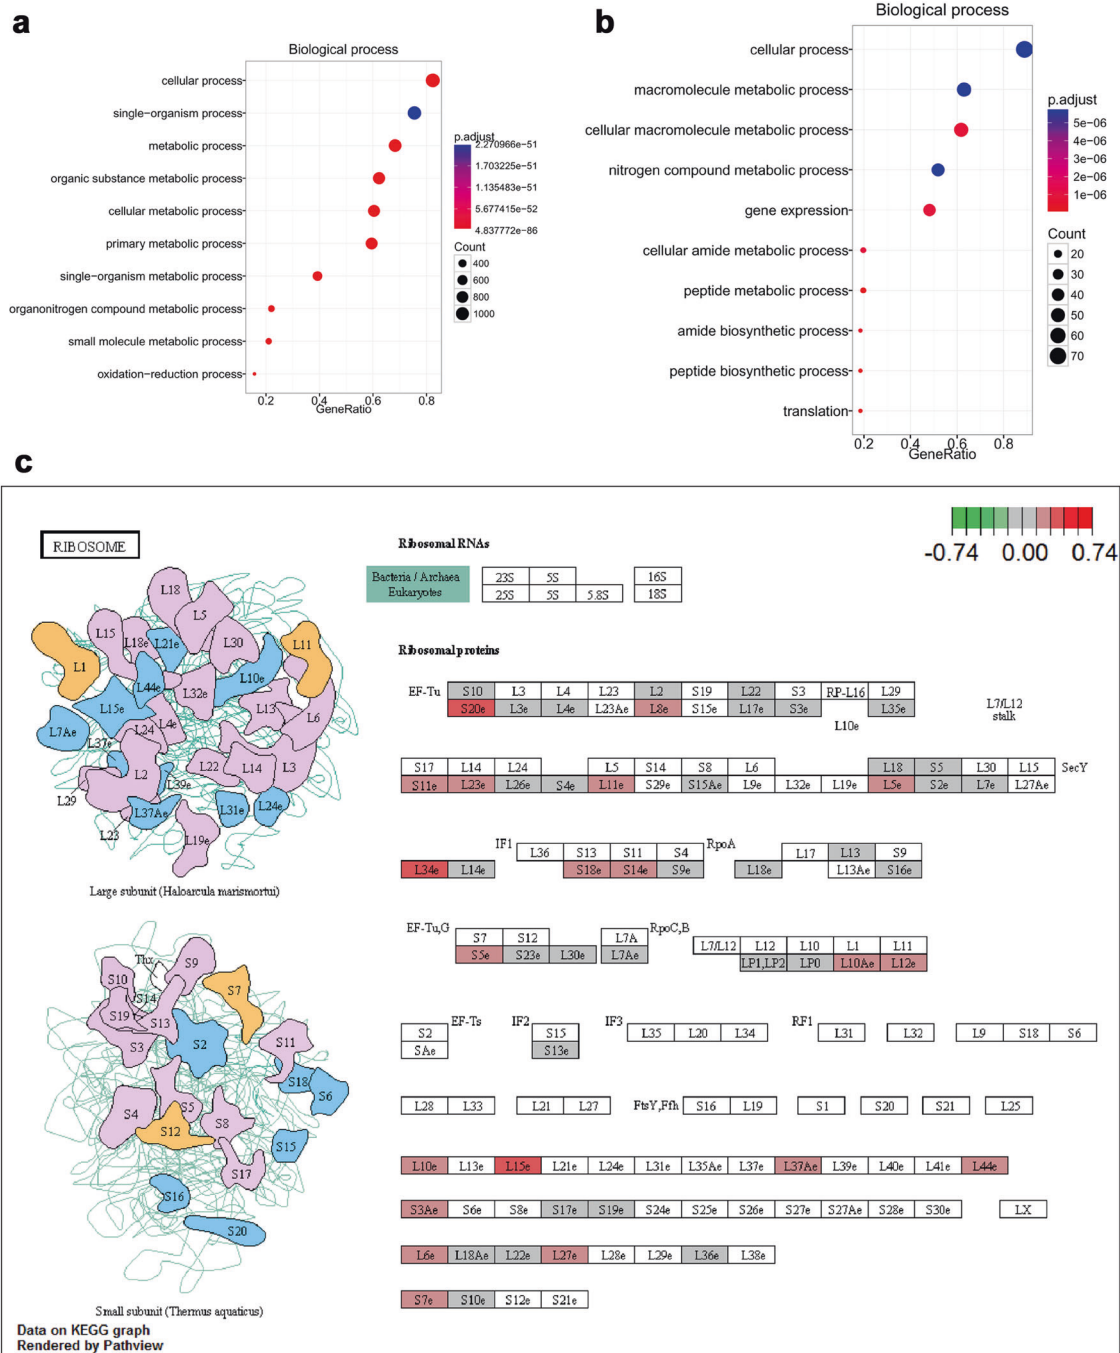 a
Biological process
cellular process
single−organism process
metabolic process
organic substance metabolic process
cellular metabolic process
primary metabolic process
single−organism metabolic process
organonitrogen compound metabolic process
small molecule metabolic process
oxidation−reduction process
0.2 0.4 0.6 0.8
GeneRatio
p.adjust
2.270966e−51
1.703225e−51
1.135483e−51
5.677415e−52
4.837772e−86
Count
400
600
800
1000
b
Biological process
cellular process
macromolecule metabolic process
cellular macromolecule metabolic process
nitrogen compound metabolic process
gene expression
cellular amide metabolic process
peptide metabolic process
amide biosynthetic process
peptide biosynthetic process
translation
0.2 0.4 0.6 0.8
GeneRatio
p.adjust
5e−06
4e−06
3e−06
2e−06
1e−06
Count
20
30
40
50
60
70
c
RIBOSOME
-0.74 0.00 0.74
L18
L5
L15
L18e
L21e
L30
L11
L1
L44e
L10e
L32e
L15e
L13
L6
L7Ae
L4e
L24
L37e
L2
L22
L14
L3
L39e
L29
L37Ae
L31e
L24e
L23
L19e
Large subunit (Haloarcula marismortui)
Thx
S9
S10
S14
S7
S19
S13
S3
S2
S11
S18
S6
S4
S5
S8
S12
S15
S17
S16
S20
Small subunit (Thermus aquaticus)
Data on KEGG graph
Rendered by Pathview
Ribosomal RNAs
Bacteria / Archaea 23S 5S 16S
Eukaryotes 25S 5S 5.8S 18S
Ribosomal proteins
EF-Tu S10 L3 L4 L23 L2 S19 L22 S3 RP-L16 L29
S20e L3e L4e L23Ae L8e S15e L17e S3e L35e
L10e
L7/L12
stalk
S17 L14 L24 L5 S14 S8 L6 L18 S5 L30 L15 SecY
S11e L23e L26e S4e L11e S29e S15Ae L9e L32e L19e L5e S2e L7e L27Ae
IF1 L36 S13 S11 S4 RpoA L17 L13 S9
L34e L14e S18e S14e S9e L18e L13Ae S16e
EF-Tu,G S7 S12 L7A RpoC,B L7/L12 L12 L10 L1 L11
S5e S23e L30e L7Ae LP1,LP2 LP0 L10Ae L12e
S2 EF-Ts IF2 S15 IF3 L35 L20 L34 RF1 L31 L32 L9 S18 S6
SAe S13e
L28 L33 L21 L27 FtsY,Ffh S16 L19 S1 S20 S21 L25
L10e L13e L15e L21e L24e L31e L35Ae L37e L37Ae L39e L40e L41e L44e
S3Ae S6e S8e S17e S19e S24e S25e S26e S27e S27Ae S28e S30e LX
L6e L18Ae L22e L27e L28e L29e L36e L38e
S7e S10e S12e S21e